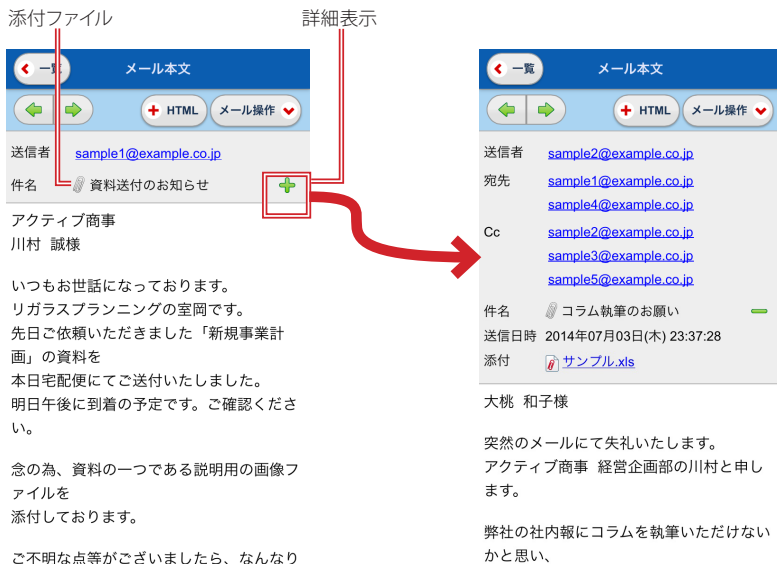 添付ファイル
詳細表示
一覧
メール本文
HTML
メール操作
送信者 sample1@example.co.jp
件名 資料送付のお知らせ
アクティブ商事
川村 誠様
いつもお世話になっております。
リガラスプランニングの室岡です。
先日ご依頼いただきました「新規事業計
画」の資料を
本日宅配便にてご送付いたしました。
明日午後に到着の予定です。ご確認くださ
い。
念の為、資料の一つである説明用の画像フ
ァイルを
添付しております。
ご不明な点等がございましたら、なんなり
一覧
メール本文
HTML
メール操作
送信者 sample2@example.co.jp
宛先 sample1@example.co.jp
sample4@example.co.jp
Cc sample2@example.co.jp
sample3@example.co.jp
sample5@example.co.jp
件名 コラム執筆のお願い
送信日時 2014年07月03日(木) 23:37:28
添付 サンプル.xls
大桃 和子様
突然のメールにて失礼いたします。
アクティブ商事 経営企画部の川村と申し
ます。
弊社の社内報にコラムを執筆いただけない
かと思い、